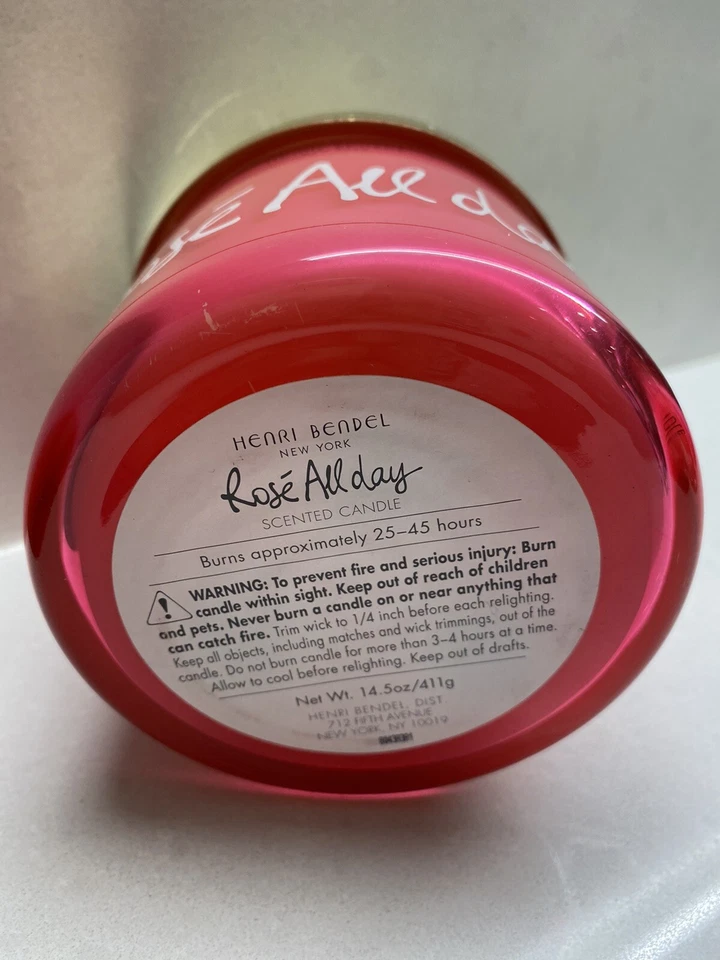 Rosé All da
HENRI BENDEL
NEW YORK
Rosé All day
SCENTED CANDLE
Burns approximately 25–45 hours
WARNING: To prevent fire and serious injury: Burn
candle within sight. Keep out of reach of children
and pets. Never burn a candle on or near anything that
can catch fire. Trim wick to 1/4 inch before each relighting.
Keep all objects, including matches and wick trimmings, out of the
candle. Do not burn candle for more than 3–4 hours at a time.
Allow to cool before relighting. Keep out of drafts.
Net Wt. 14.5oz/411g
HENRI BENDEL, DIST
712 FIFTH AVENUE
NEW YORK, NY 10019